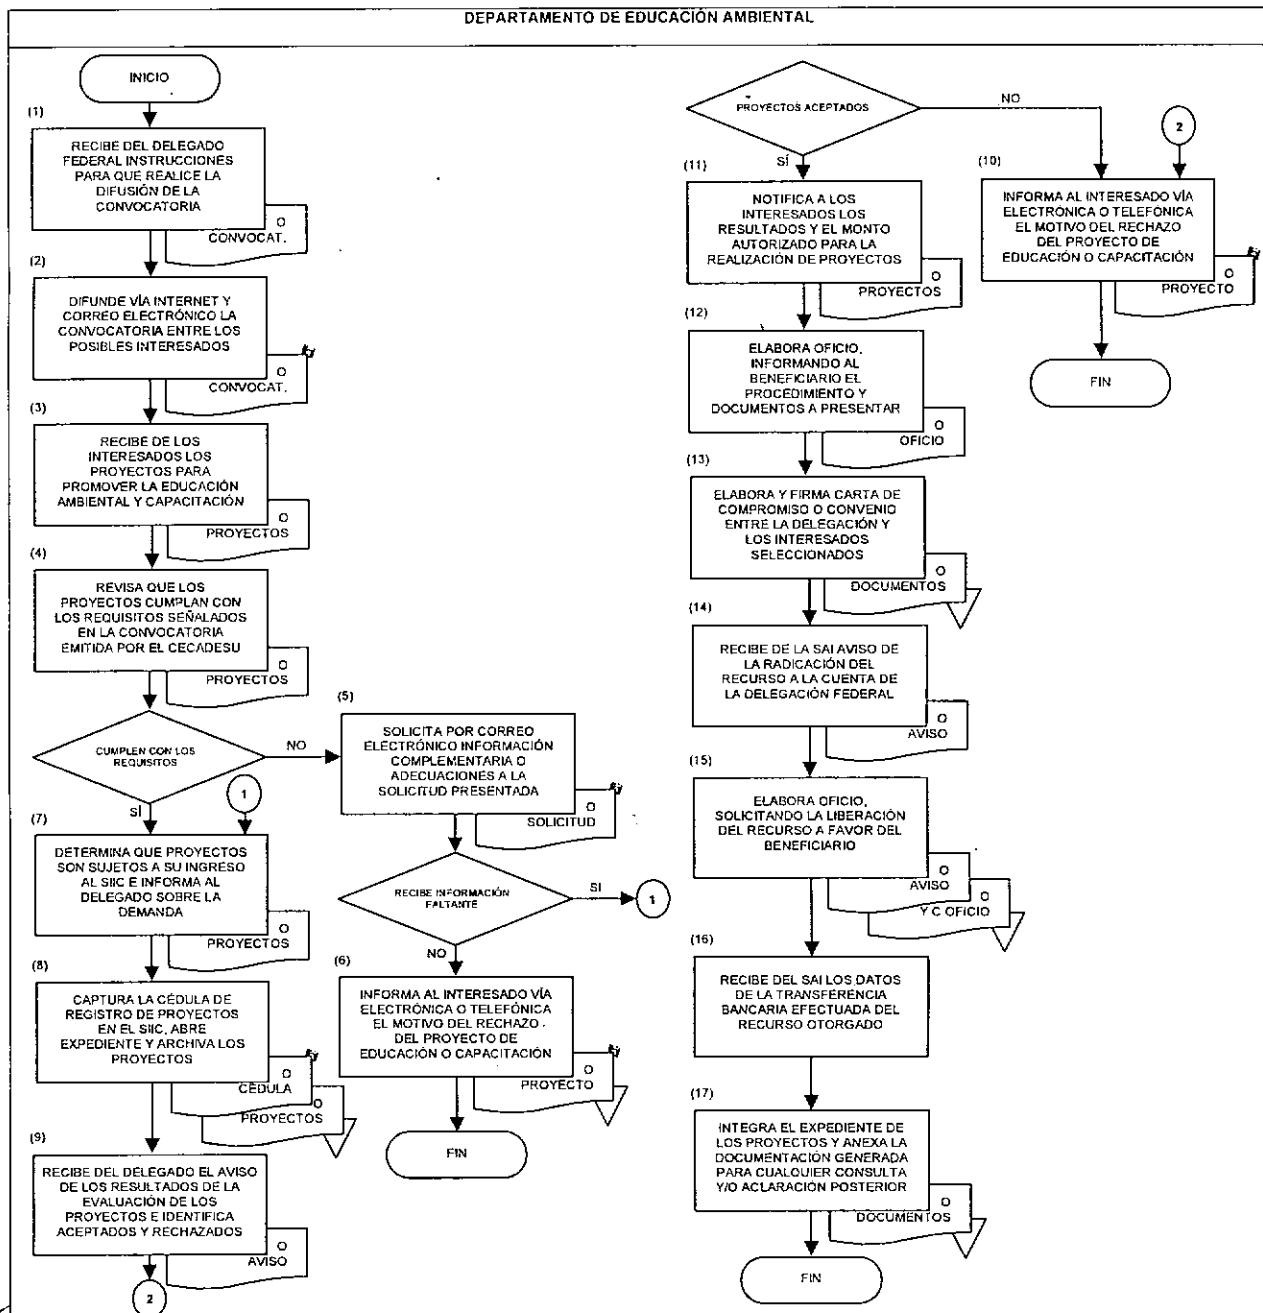 DEPARTAMENTO DE EDUCACIÓN AMBIENTAL
INICIO
(1)
RECIBE DEL DELEGADO
FEDERAL INSTRUCCIONES
PARA QUE REALICE LA
DIFUSIÓN DE LA
CONVOCATORIA
O
CONVOCAT.
(2)
DIFUNDE VÍA INTERNET Y
CORREO ELECTRÓNICO LA
CONVOCATORIA ENTRE LOS
POSIBLES INTERESADOS
O
CONVOCAT.
(3)
RECIBE DE LOS
INTERESADOS LOS
PROYECTOS PARA
PROMOVER LA EDUCACIÓN
AMBIENTAL Y CAPACITACIÓN
O
PROYECTOS
(4)
REVISA QUE LOS
PROYECTOS CUMPLAN CON
LOS REQUISITOS SEÑALADOS
EN LA CONVOCATORIA
EMITIDA POR EL CECADESU
O
PROYECTOS
CUMPLEN CON LOS
REQUISITOS
NO
SÍ
1
(5)
SOLICITA POR CORREO
ELECTRÓNICO INFORMACIÓN
COMPLEMENTARIA O
ADECUACIONES A LA
SOLICITUD PRESENTADA
O
SOLICITUD
RECIBE INFORMACIÓN
FALTANTE
SI
1
NO
(6)
INFORMA AL INTERESADO VÍA
ELECTRÓNICA O TELEFÓNICA
EL MOTIVO DEL RECHAZO
DEL PROYECTO DE
EDUCACIÓN O CAPACITACIÓN
O
PROYECTO
FIN
(7)
DETERMINA QUE PROYECTOS
SON SUJETOS A SU INGRESO
AL SIIC E INFORMA AL
DELEGADO SOBRE LA
DEMANDA
O
PROYECTOS
(8)
CAPTURA LA CÉDULA DE
REGISTRO DE PROYECTOS
EN EL SIIC, ABRE
EXPEDIENTE Y ARCHIVA LOS
PROYECTOS
O
CÉDULA
O
PROYECTOS
(9)
RECIBE DEL DELEGADO EL AVISO
DE LOS RESULTADOS DE LA
EVALUACIÓN DE LOS
PROYECTOS E IDENTIFICA
ACEPTADOS Y RECHAZADOS
O
AVISO
2
PROYECTOS ACEPTADOS
NO
SÍ
2
(10)
INFORMA AL INTERESADO VÍA
ELECTRÓNICA O TELEFÓNICA
EL MOTIVO DEL RECHAZO
DEL PROYECTO DE
EDUCACIÓN O CAPACITACIÓN
O
PROYECTO
FIN
(11)
NOTIFICA A LOS
INTERESADOS LOS
RESULTADOS Y EL MONTO
AUTORIZADO PARA LA
REALIZACIÓN DE PROYECTOS
O
PROYECTOS
(12)
ELABORA OFICIO,
INFORMANDO AL
BENEFICIARIO EL
PROCEDIMIENTO Y
DOCUMENTOS A PRESENTAR
O
OFICIO
(13)
ELABORA Y FIRMA CARTA DE
COMPROMISO O CONVENIO
ENTRE LA DELEGACIÓN Y
LOS INTERESADOS
SELECCIONADOS
O
DOCUMENTOS
(14)
RECIBE DE LA SAI AVISO DE
LA RADICACIÓN DEL
RECURSO A LA CUENTA DE
LA DELEGACIÓN FEDERAL
O
AVISO
(15)
ELABORA OFICIO,
SOLICITANDO LA LIBERACIÓN
DEL RECURSO A FAVOR DEL
BENEFICIARIO
O
AVISO
O
Y C OFICIO
(16)
RECIBE DEL SAI LOS DATOS
DE LA TRANSFERENCIA
BANCARIA EFECTUADA DEL
RECURSO OTORGADO
(17)
INTEGRA EL EXPEDIENTE DE
LOS PROYECTOS Y ANEXA LA
DOCUMENTACIÓN GENERADA
PARA CUALQUIER CONSULTA
Y/O ACLARACIÓN POSTERIOR
O
DOCUMENTOS
FIN